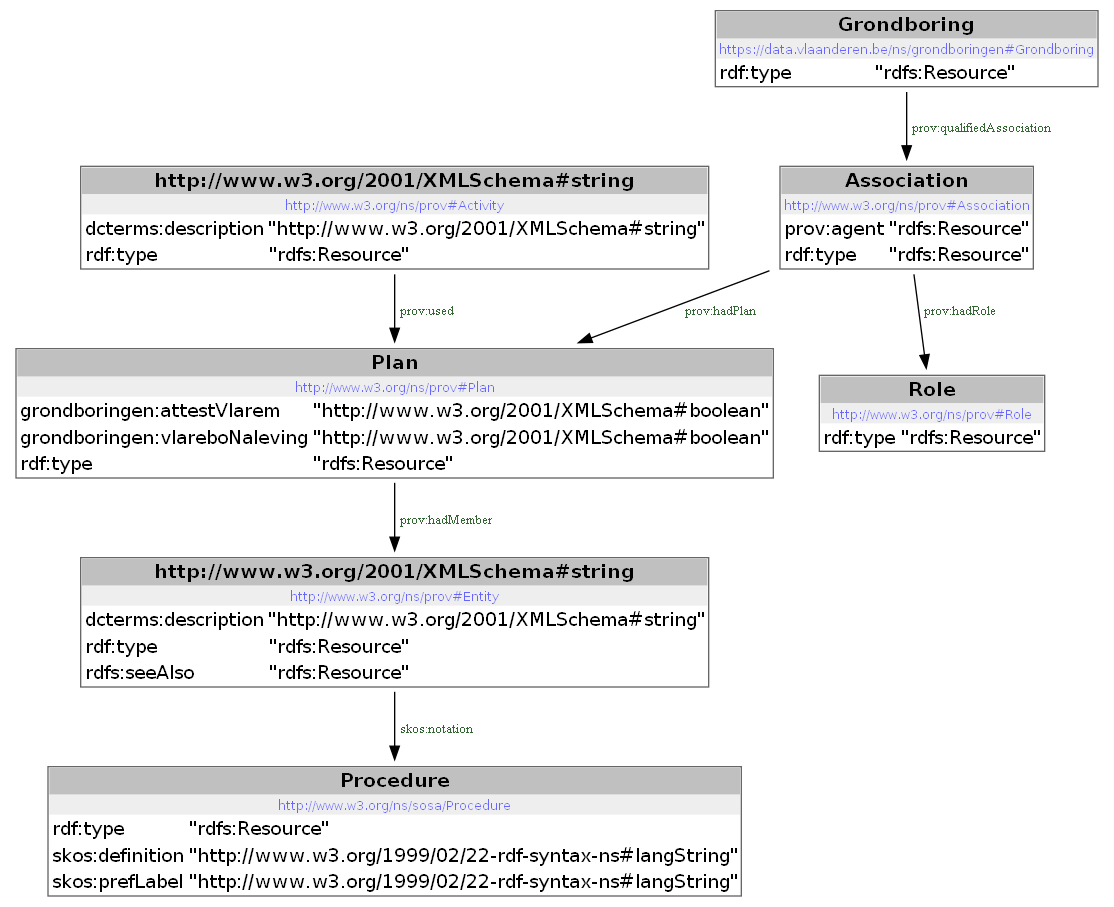 Grondboring
https://data.vlaanderen.be/ns/grondboringen#Grondboring
rdf:type "rdfs:Resource"
prov:qualifiedAssociation
http://www.w3.org/2001/XMLSchema#string
http://www.w3.org/ns/prov#Activity
dcterms:description "http://www.w3.org/2001/XMLSchema#string"
rdf:type "rdfs:Resource"
Association
http://www.w3.org/ns/prov#Association
prov:agent "rdfs:Resource"
rdf:type "rdfs:Resource"
prov:used
prov:hadPlan
prov:hadRole
Plan
http://www.w3.org/ns/prov#Plan
grondboringen:attestVlarem "http://www.w3.org/2001/XMLSchema#boolean"
grondboringen:vlareboNaleving "http://www.w3.org/2001/XMLSchema#boolean"
rdf:type "rdfs:Resource"
Role
http://www.w3.org/ns/prov#Role
rdf:type "rdfs:Resource"
prov:hadMember
http://www.w3.org/2001/XMLSchema#string
http://www.w3.org/ns/prov#Entity
dcterms:description "http://www.w3.org/2001/XMLSchema#string"
rdf:type "rdfs:Resource"
rdfs:seeAlso "rdfs:Resource"
skos:notation
Procedure
http://www.w3.org/ns/sosa/Procedure
rdf:type "rdfs:Resource"
skos:definition "http://www.w3.org/1999/02/22-rdf-syntax-ns#langString"
skos:prefLabel "http://www.w3.org/1999/02/22-rdf-syntax-ns#langString"